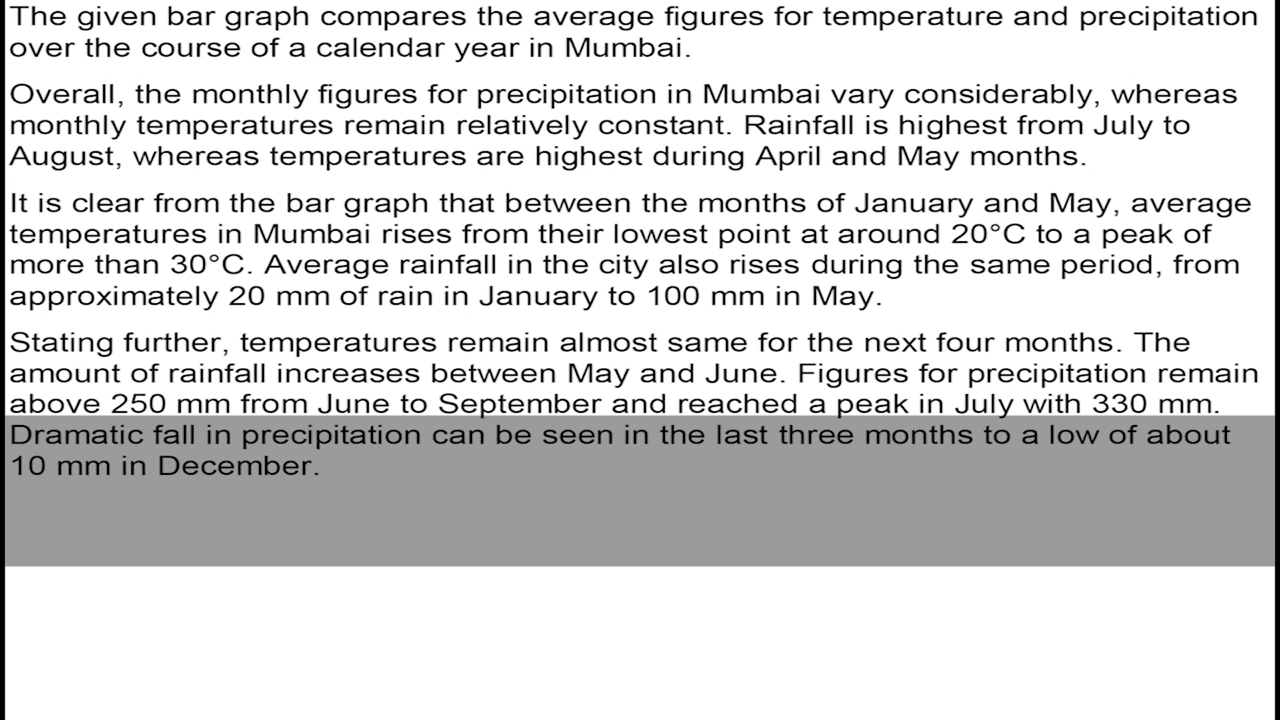 The given bar graph compares the average figures for temperature and precipitation
over the course of a calendar year in Mumbai.
Overall, the monthly figures for precipitation in Mumbai vary considerably, whereas
monthly temperatures remain relatively constant. Rainfall is highest from July to
August, whereas temperatures are highest during April and May months.
It is clear from the bar graph that between the months of January and May, average
temperatures in Mumbai rises from their lowest point at around 20°C to a peak of
more than 30°C. Average rainfall in the city also rises during the same period, from
approximately 20 mm of rain in January to 100 mm in May.
Stating further, temperatures remain almost same for the next four months. The
amount of rainfall increases between May and June. Figures for precipitation remain
above 250 mm from June to September and reached a peak in July with 330 mm.
Dramatic fall in precipitation can be seen in the last three months to a low of about
10 mm in December.